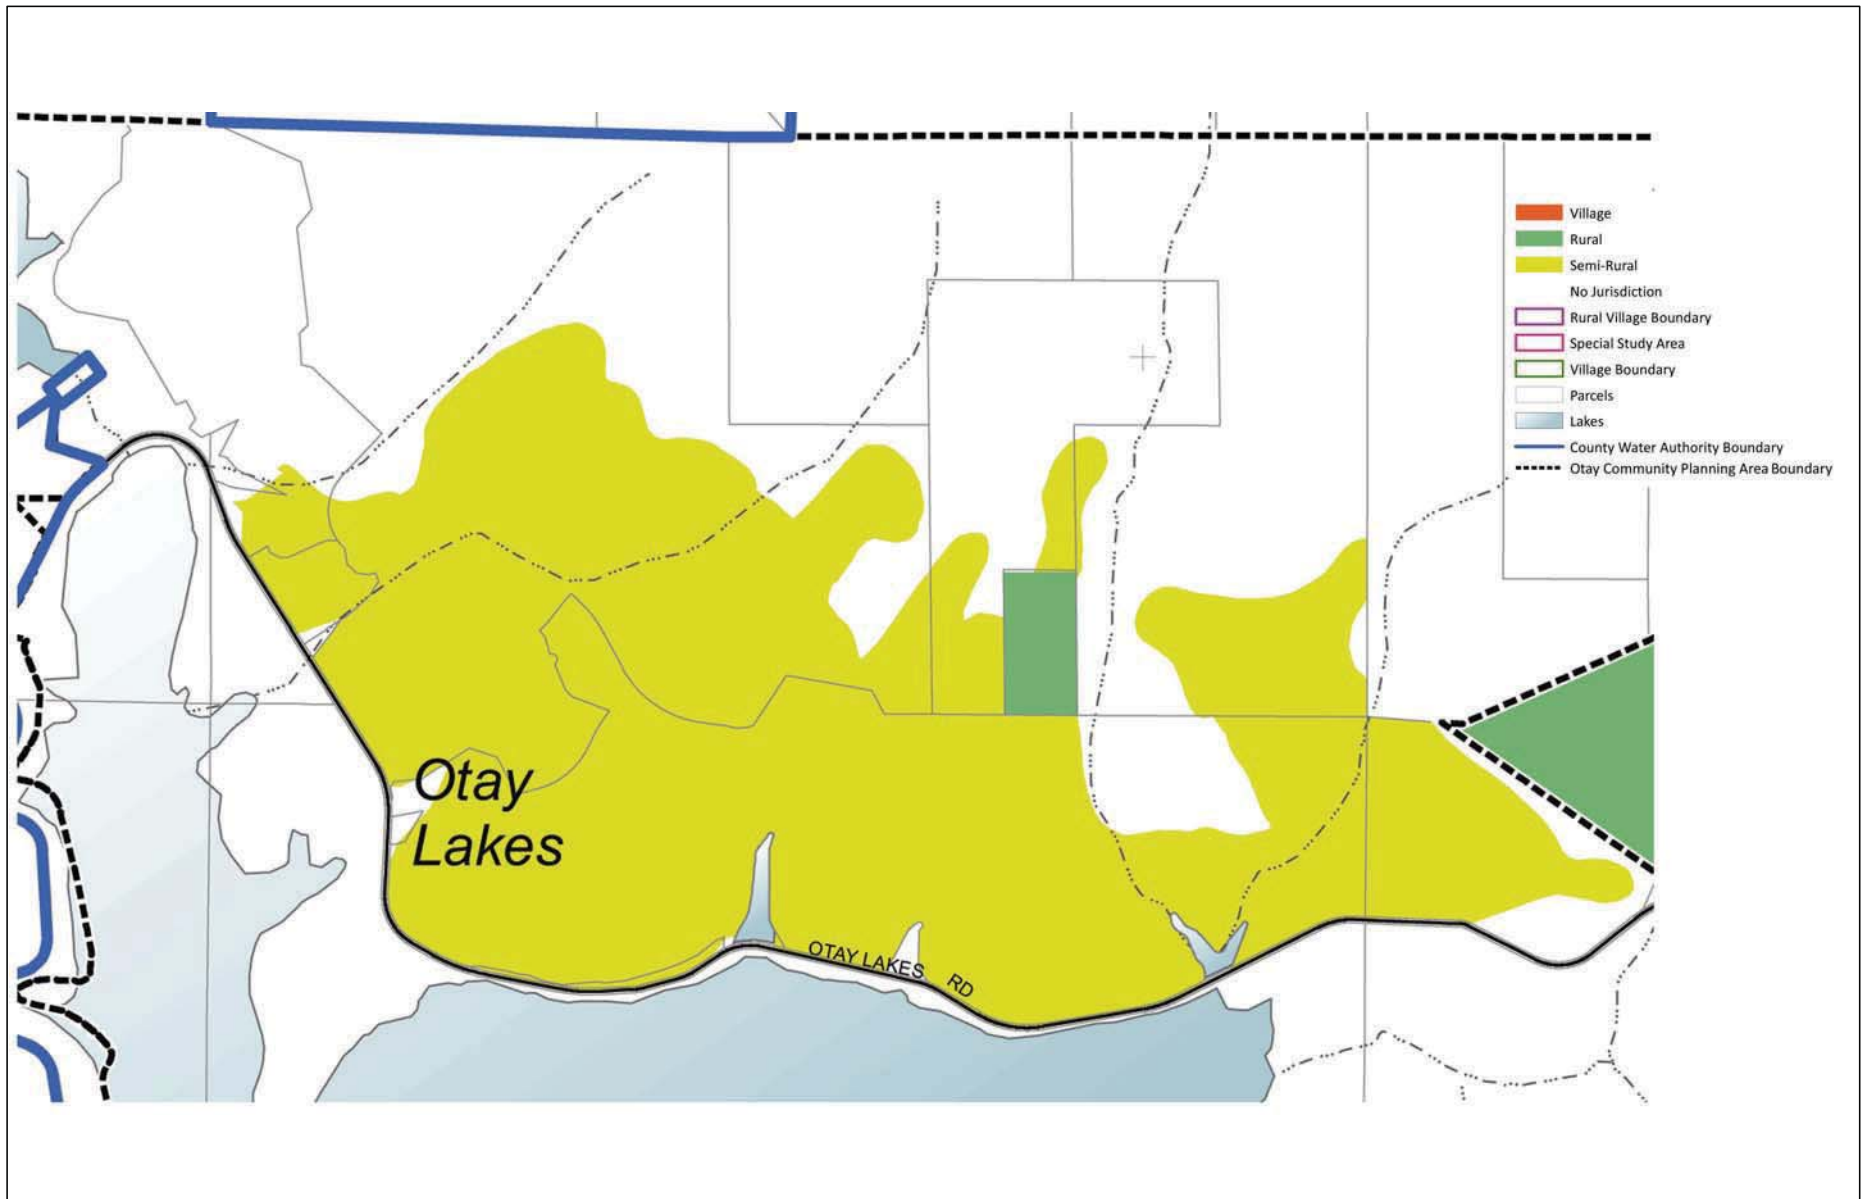 Village
Rural
Semi-Rural
No Jurisdiction
Rural Village Boundary
Special Study Area
Village Boundary
Parcels
Lakes
County Water Authority Boundary
Otay Community Planning Area Boundary
Otay
Lakes
OTAY LAKES RD